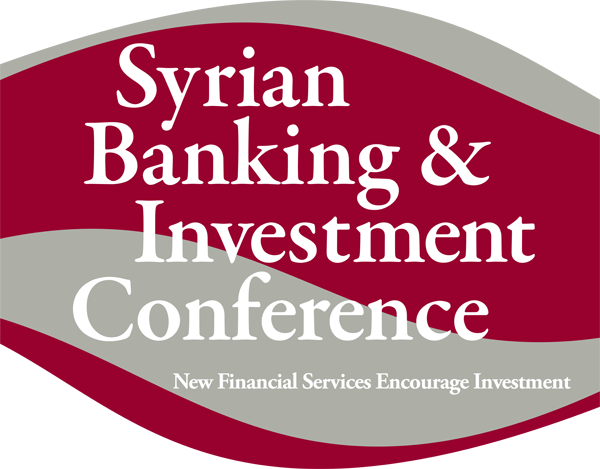 Syrian
Banking &
Investment
Conference
New Financial Services Encourage Investment